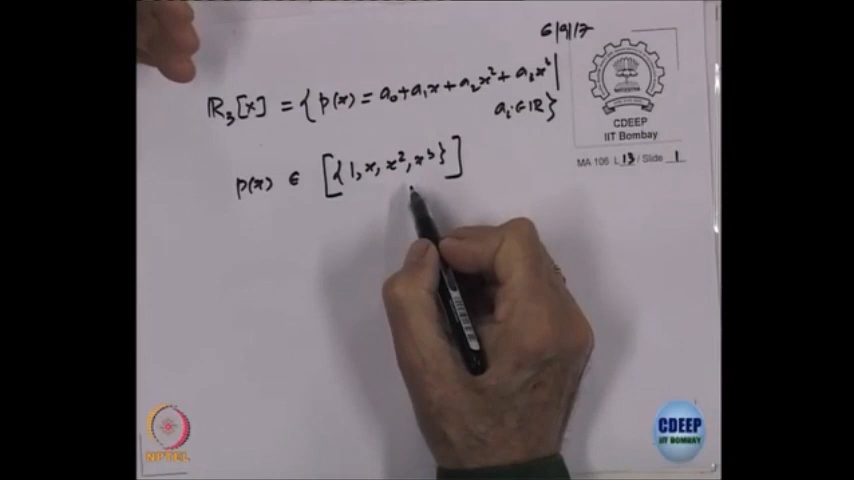 6/9/17
ℝ₃[x] = { p(x) = a₀ + a₁x + a₂x² + a₃x³ |
aᵢ ∈ ℝ }
p(x) ∈ [ { 1, x, x², x³ } ]
CDEEP
IIT Bombay
MA 106 L 13 / Slide 1
NPTEL
CDEEP
IIT BOMBAY